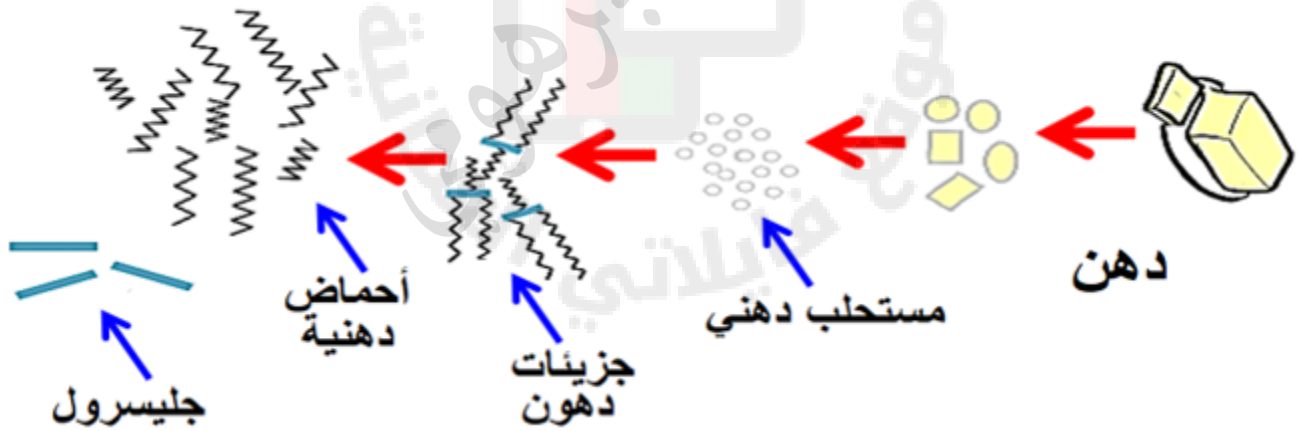 دهن
مستحلب دهني
جزيئات
دهون
أحماض
دهنية
جليسرول